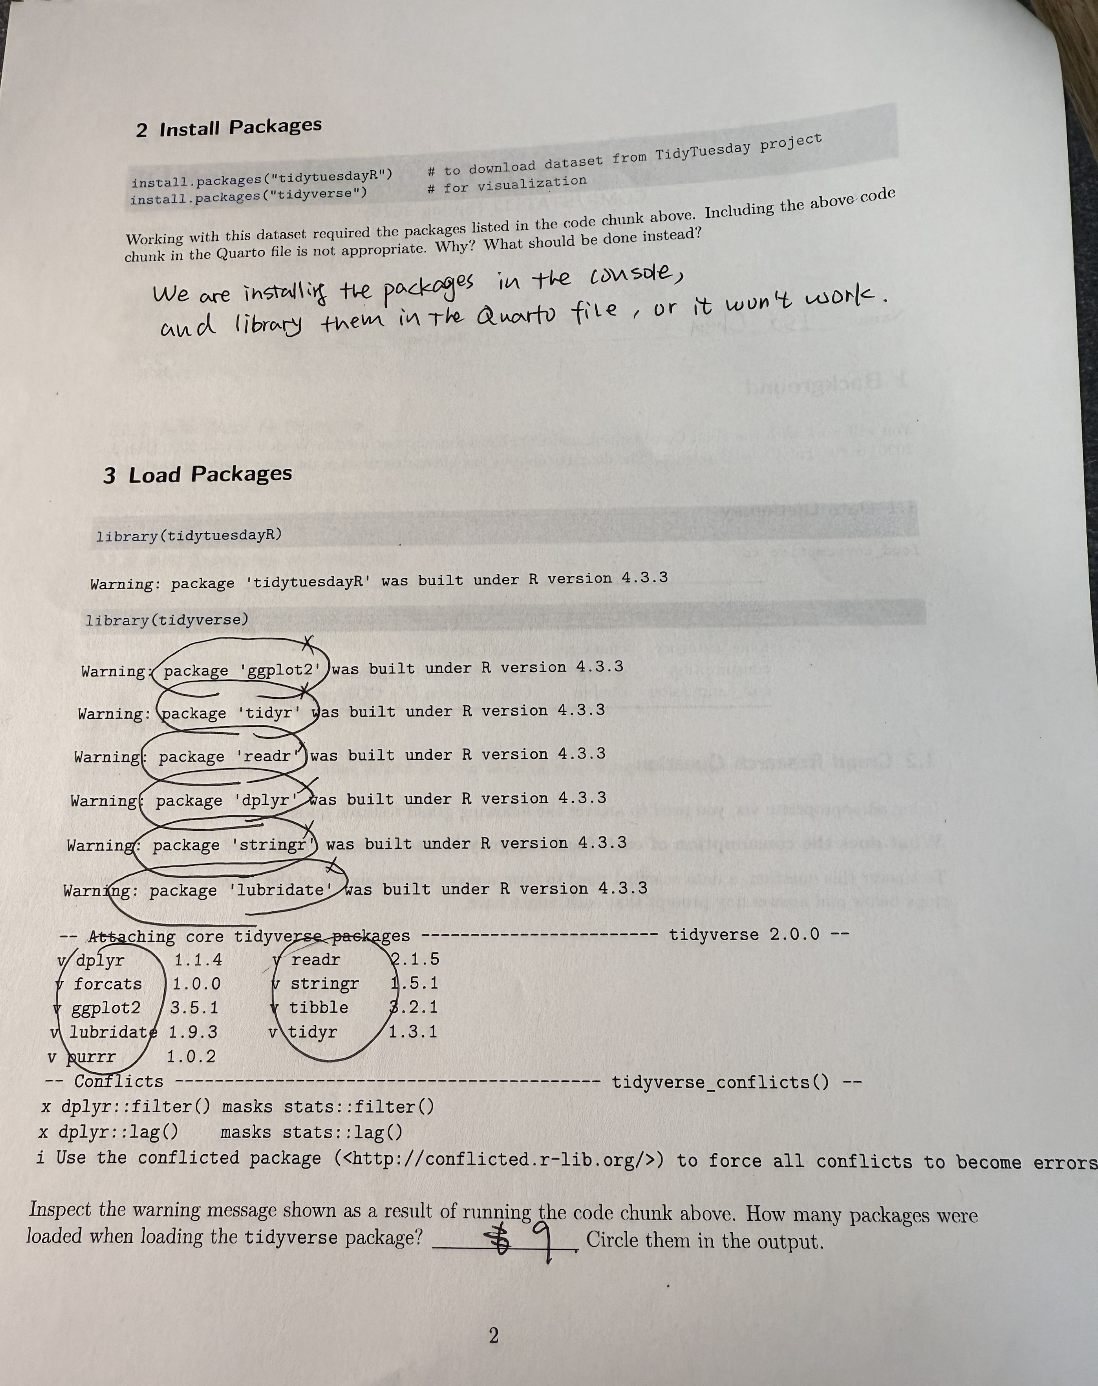 2 Install Packages
install.packages("tidytuesdayR") # to download dataset from TidyTuesday project
install.packages("tidyverse") # for visualization
Working with this dataset required the packages listed in the code chunk above. Including the above code
chunk in the Quarto file is not appropriate. Why? What should be done instead?
We are installing the packages in the console,
and library them in the Quarto file, or it won't work.
3 Load Packages
library(tidytuesdayR)
Warning: package 'tidytuesdayR' was built under R version 4.3.3
library(tidyverse)
Warning: package 'ggplot2' was built under R version 4.3.3
Warning: package 'tidyr' was built under R version 4.3.3
Warning: package 'readr' was built under R version 4.3.3
Warning: package 'dplyr' was built under R version 4.3.3
Warning: package 'stringr' was built under R version 4.3.3
Warning: package 'lubridate' was built under R version 4.3.3
-- Attaching core tidyverse packages ------------------------ tidyverse 2.0.0 --
v dplyr 1.1.4 v readr 2.1.5
v forcats 1.0.0 v stringr 1.5.1
v ggplot2 3.5.1 v tibble 3.2.1
v lubridate 1.9.3 v tidyr 1.3.1
v purrr 1.0.2
-- Conflicts ------------------------------------------ tidyverse_conflicts() --
x dplyr::filter() masks stats::filter()
x dplyr::lag() masks stats::lag()
i Use the conflicted package (<http://conflicted.r-lib.org/>) to force all conflicts to become errors
Inspect the warning message shown as a result of running the code chunk above. How many packages were
loaded when loading the tidyverse package? 9 . Circle them in the output.
2